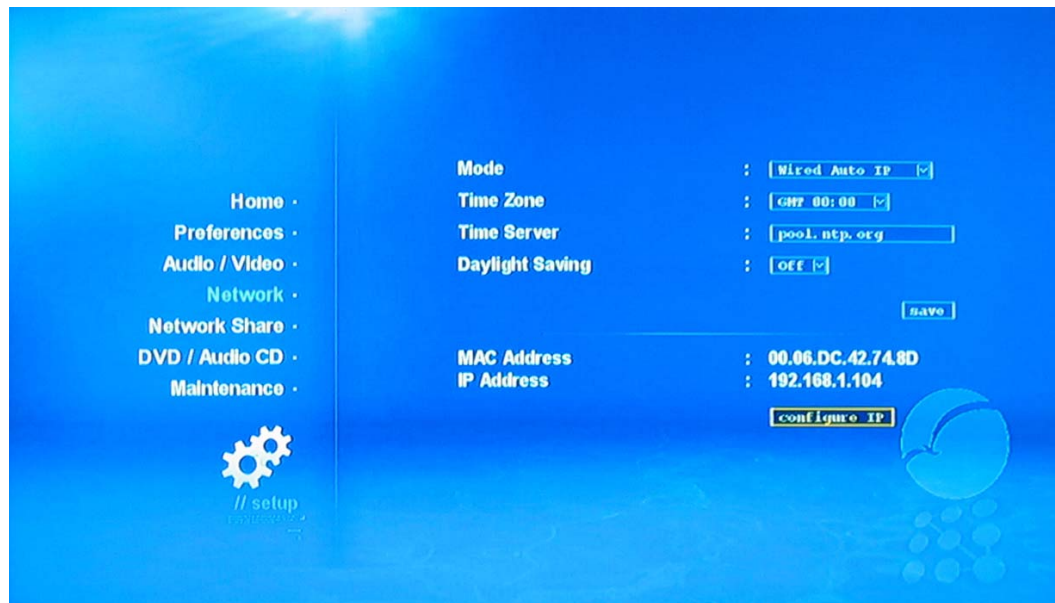 Home
Preferences
Audio / Video
Network
Network Share
DVD / Audio CD
Maintenance
// setup
Mode : Wired Auto IP
Time Zone : GMT 00:00
Time Server : pool.ntp.org
Daylight Saving : Off
save
MAC Address : 00.06.DC.42.74.8D
IP Address : 192.168.1.104
configure IP